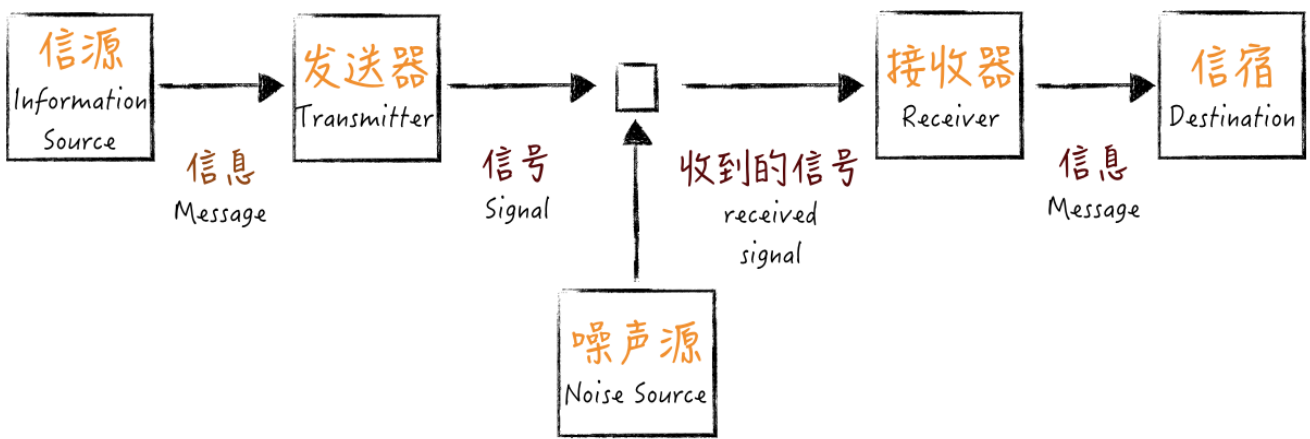 信源
Information
Source
信息
Message
发送器
Transmitter
信号
Signal
收到的信号
received
signal
接收器
Receiver
信息
Message
信宿
Destination
噪声源
Noise Source